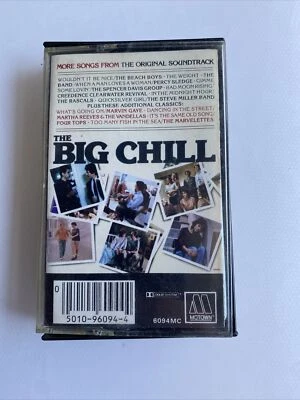 MORE SONGS FROM THE ORIGINAL SOUNDTRACK
WOULDN'T IT BE NICE/THE BEACH BOYS • THE WEIGHT • THE
BAND/WHEN A MAN LOVES A WOMAN/PERCY SLEDGE • GIMME
SOME LOVIN'/THE SPENCER DAVIS GROUP • BAD MOON RISING/
CREEDENCE CLEARWATER REVIVAL • IN THE MIDNIGHT HOUR/
THE RASCALS • QUICKSILVER GIRL/THE STEVE MILLER BAND
PLUS THESE ADDITIONAL CLASSICS:
WHAT'S GOING ON/MARVIN GAYE • DANCING IN THE STREET/
MARTHA REEVES & THE VANDELLAS • IT'S THE SAME OLD SONG/
FOUR TOPS • TOO MANY FISH IN THE SEA/THE MARVELETTES
THE
BIG CHILL
0
5010-96094-4
6094MC
M
MOTOWN